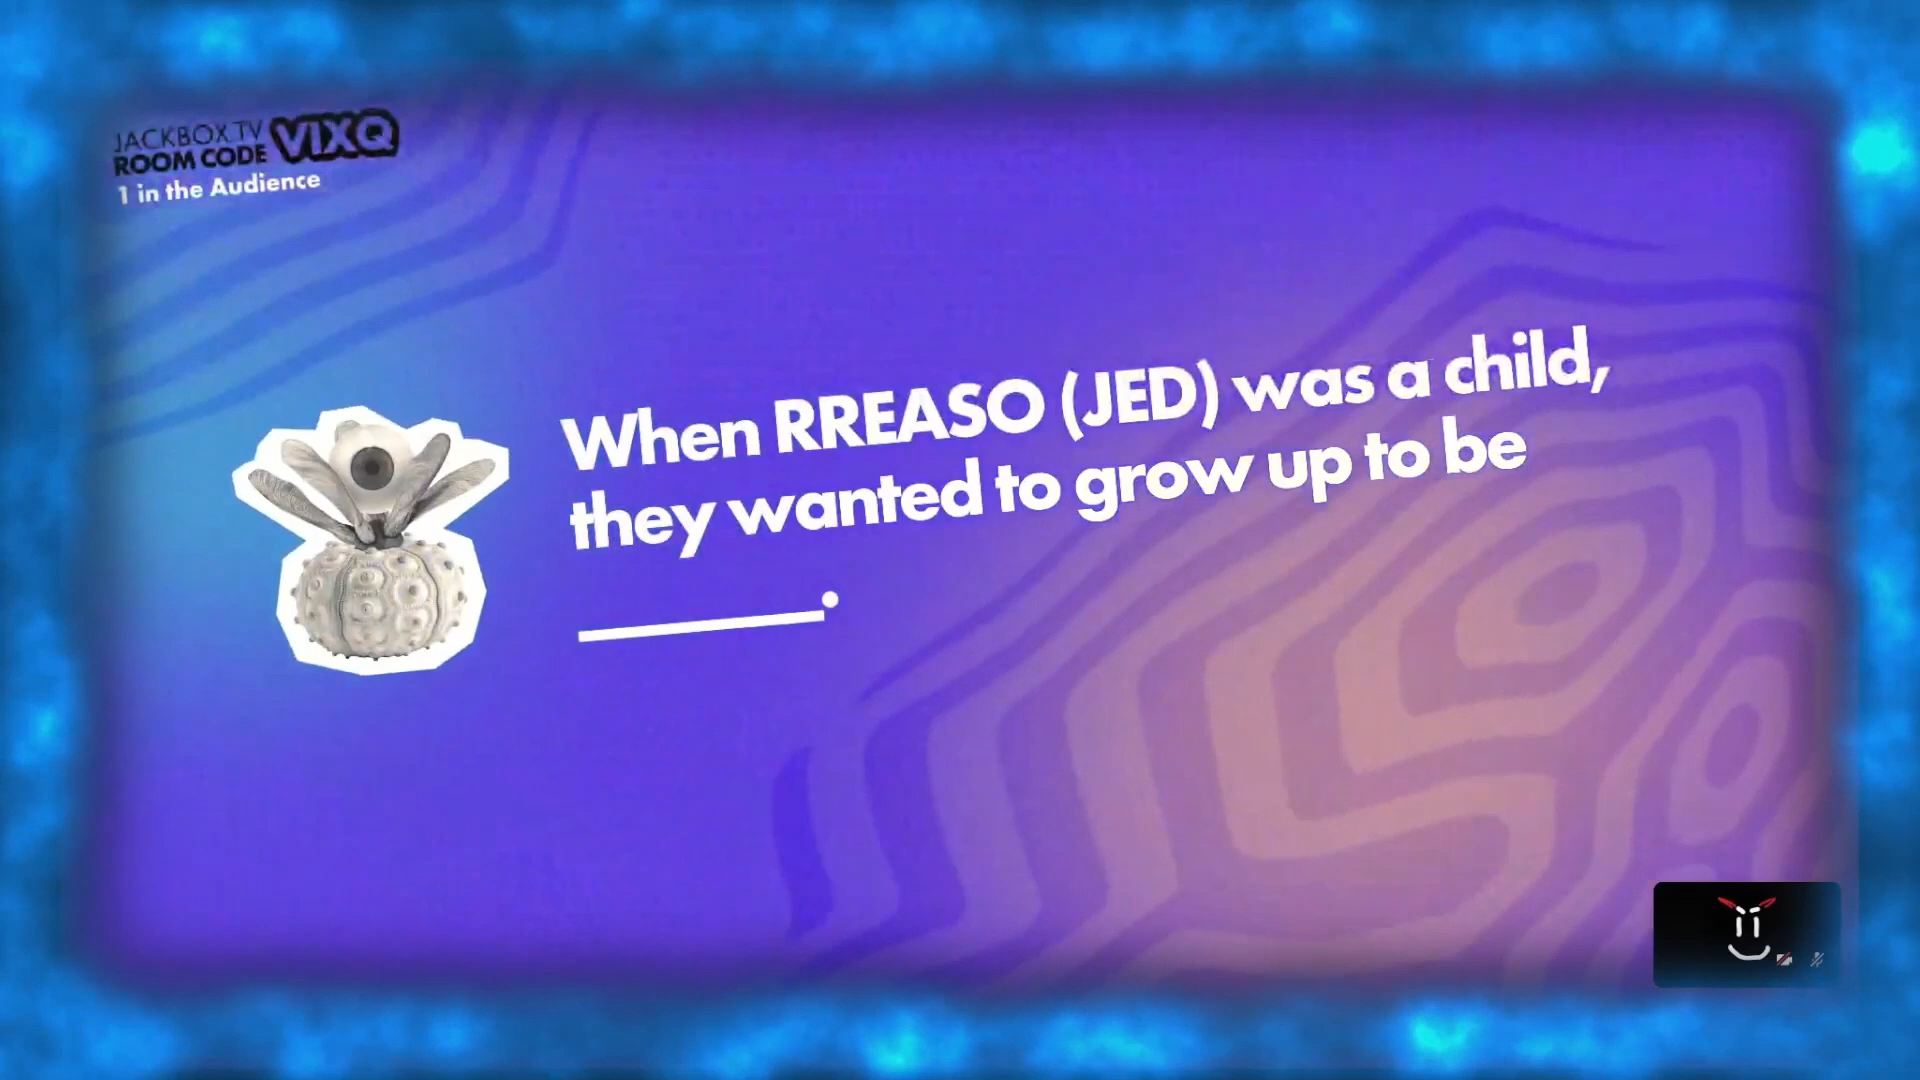 JACKBOX.TV
ROOM CODE VIXQ
1 in the Audience
When RREASO (JED) was a child,
they wanted to grow up to be
________.